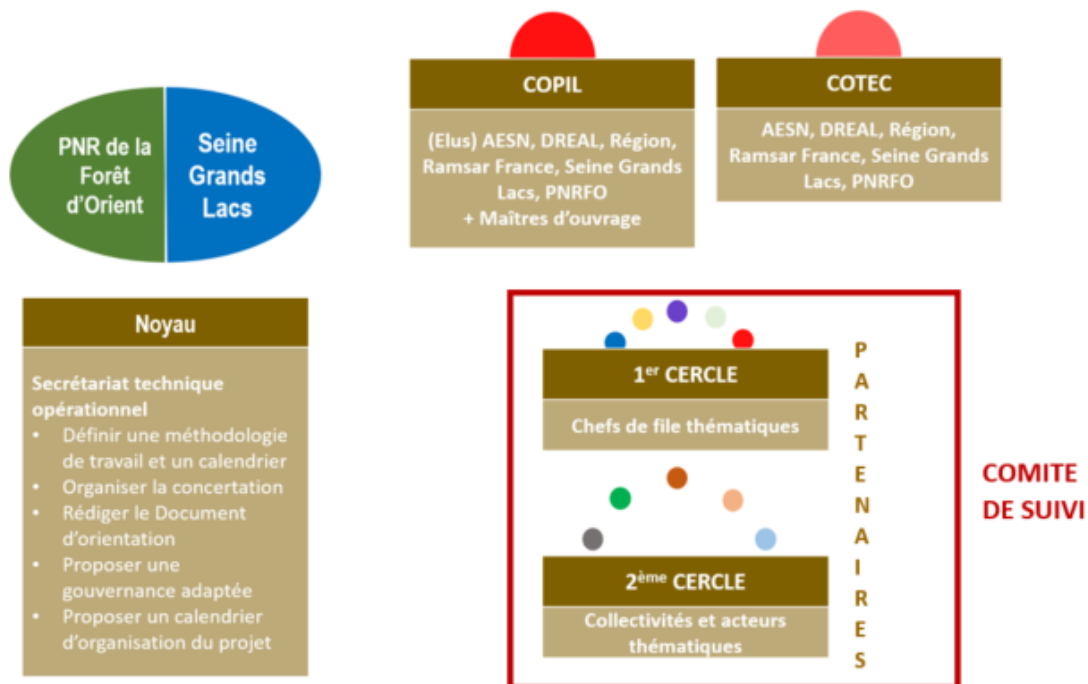 PNR de la
Forêt
d'Orient
Seine
Grands
Lacs
COPIL
(Elus) AESN, DREAL, Région,
Ramsar France, Seine Grands
Lacs, PNRFO
+ Maîtres d'ouvrage
COTEC
AESN, DREAL, Région,
Ramsar France, Seine Grands
Lacs, PNRFO
Noyau
Secrétariat technique
opérationnel
• Définir une méthodologie
de travail et un calendrier
• Organiser la concertation
• Rédiger le Document
d'orientation
• Proposer une
gouvernance adaptée
• Proposer un calendrier
d'organisation du projet
1er CERCLE
Chefs de file thématiques
2ème CERCLE
Collectivités et acteurs
thématiques
PARTENAIRES
COMITE
DE SUIVI